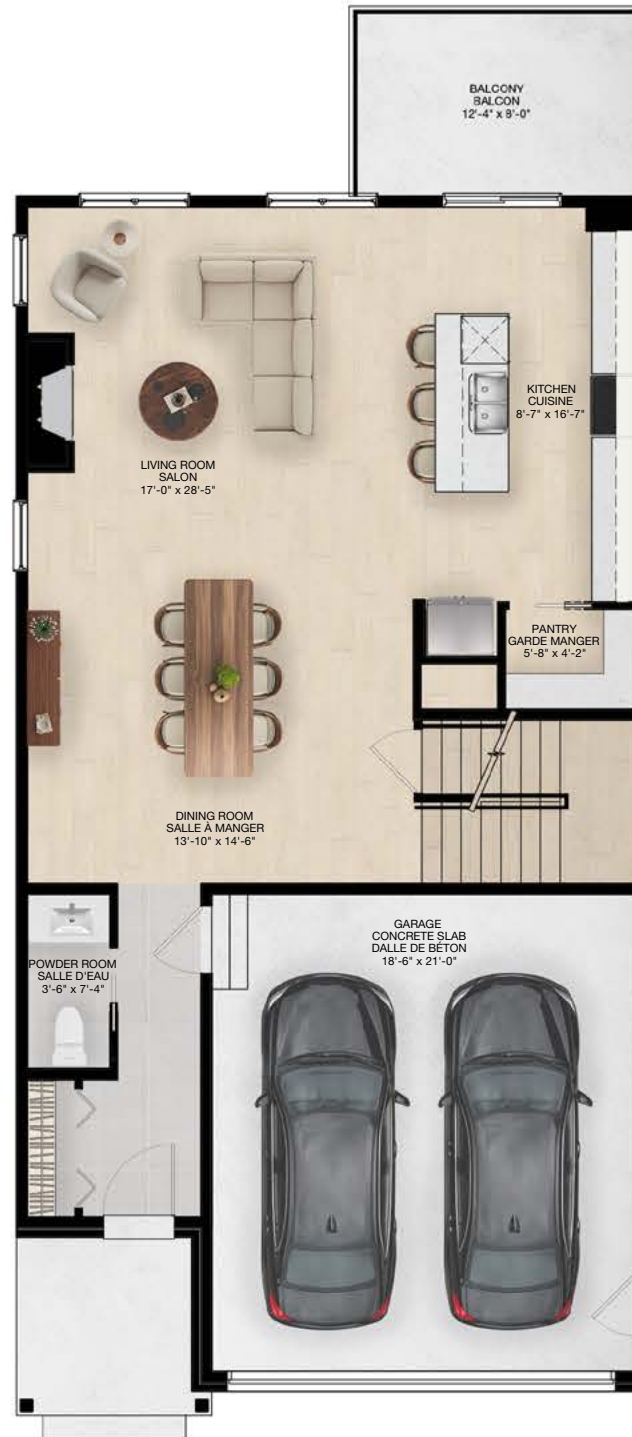 BALCONY
BALCON
12'-4" x 8'-0"
KITCHEN
CUISINE
8'-7" x 16'-7"
LIVING ROOM
SALON
17'-0" x 28'-5"
PANTRY
GARDE MANGER
5'-8" x 4'-2"
DINING ROOM
SALLE À MANGER
13'-10" x 14'-6"
GARAGE
CONCRETE SLAB
DALLE DE BÉTON
18'-6" x 21'-0"
POWDER ROOM
SALLE D'EAU
3'-6" x 7'-4"